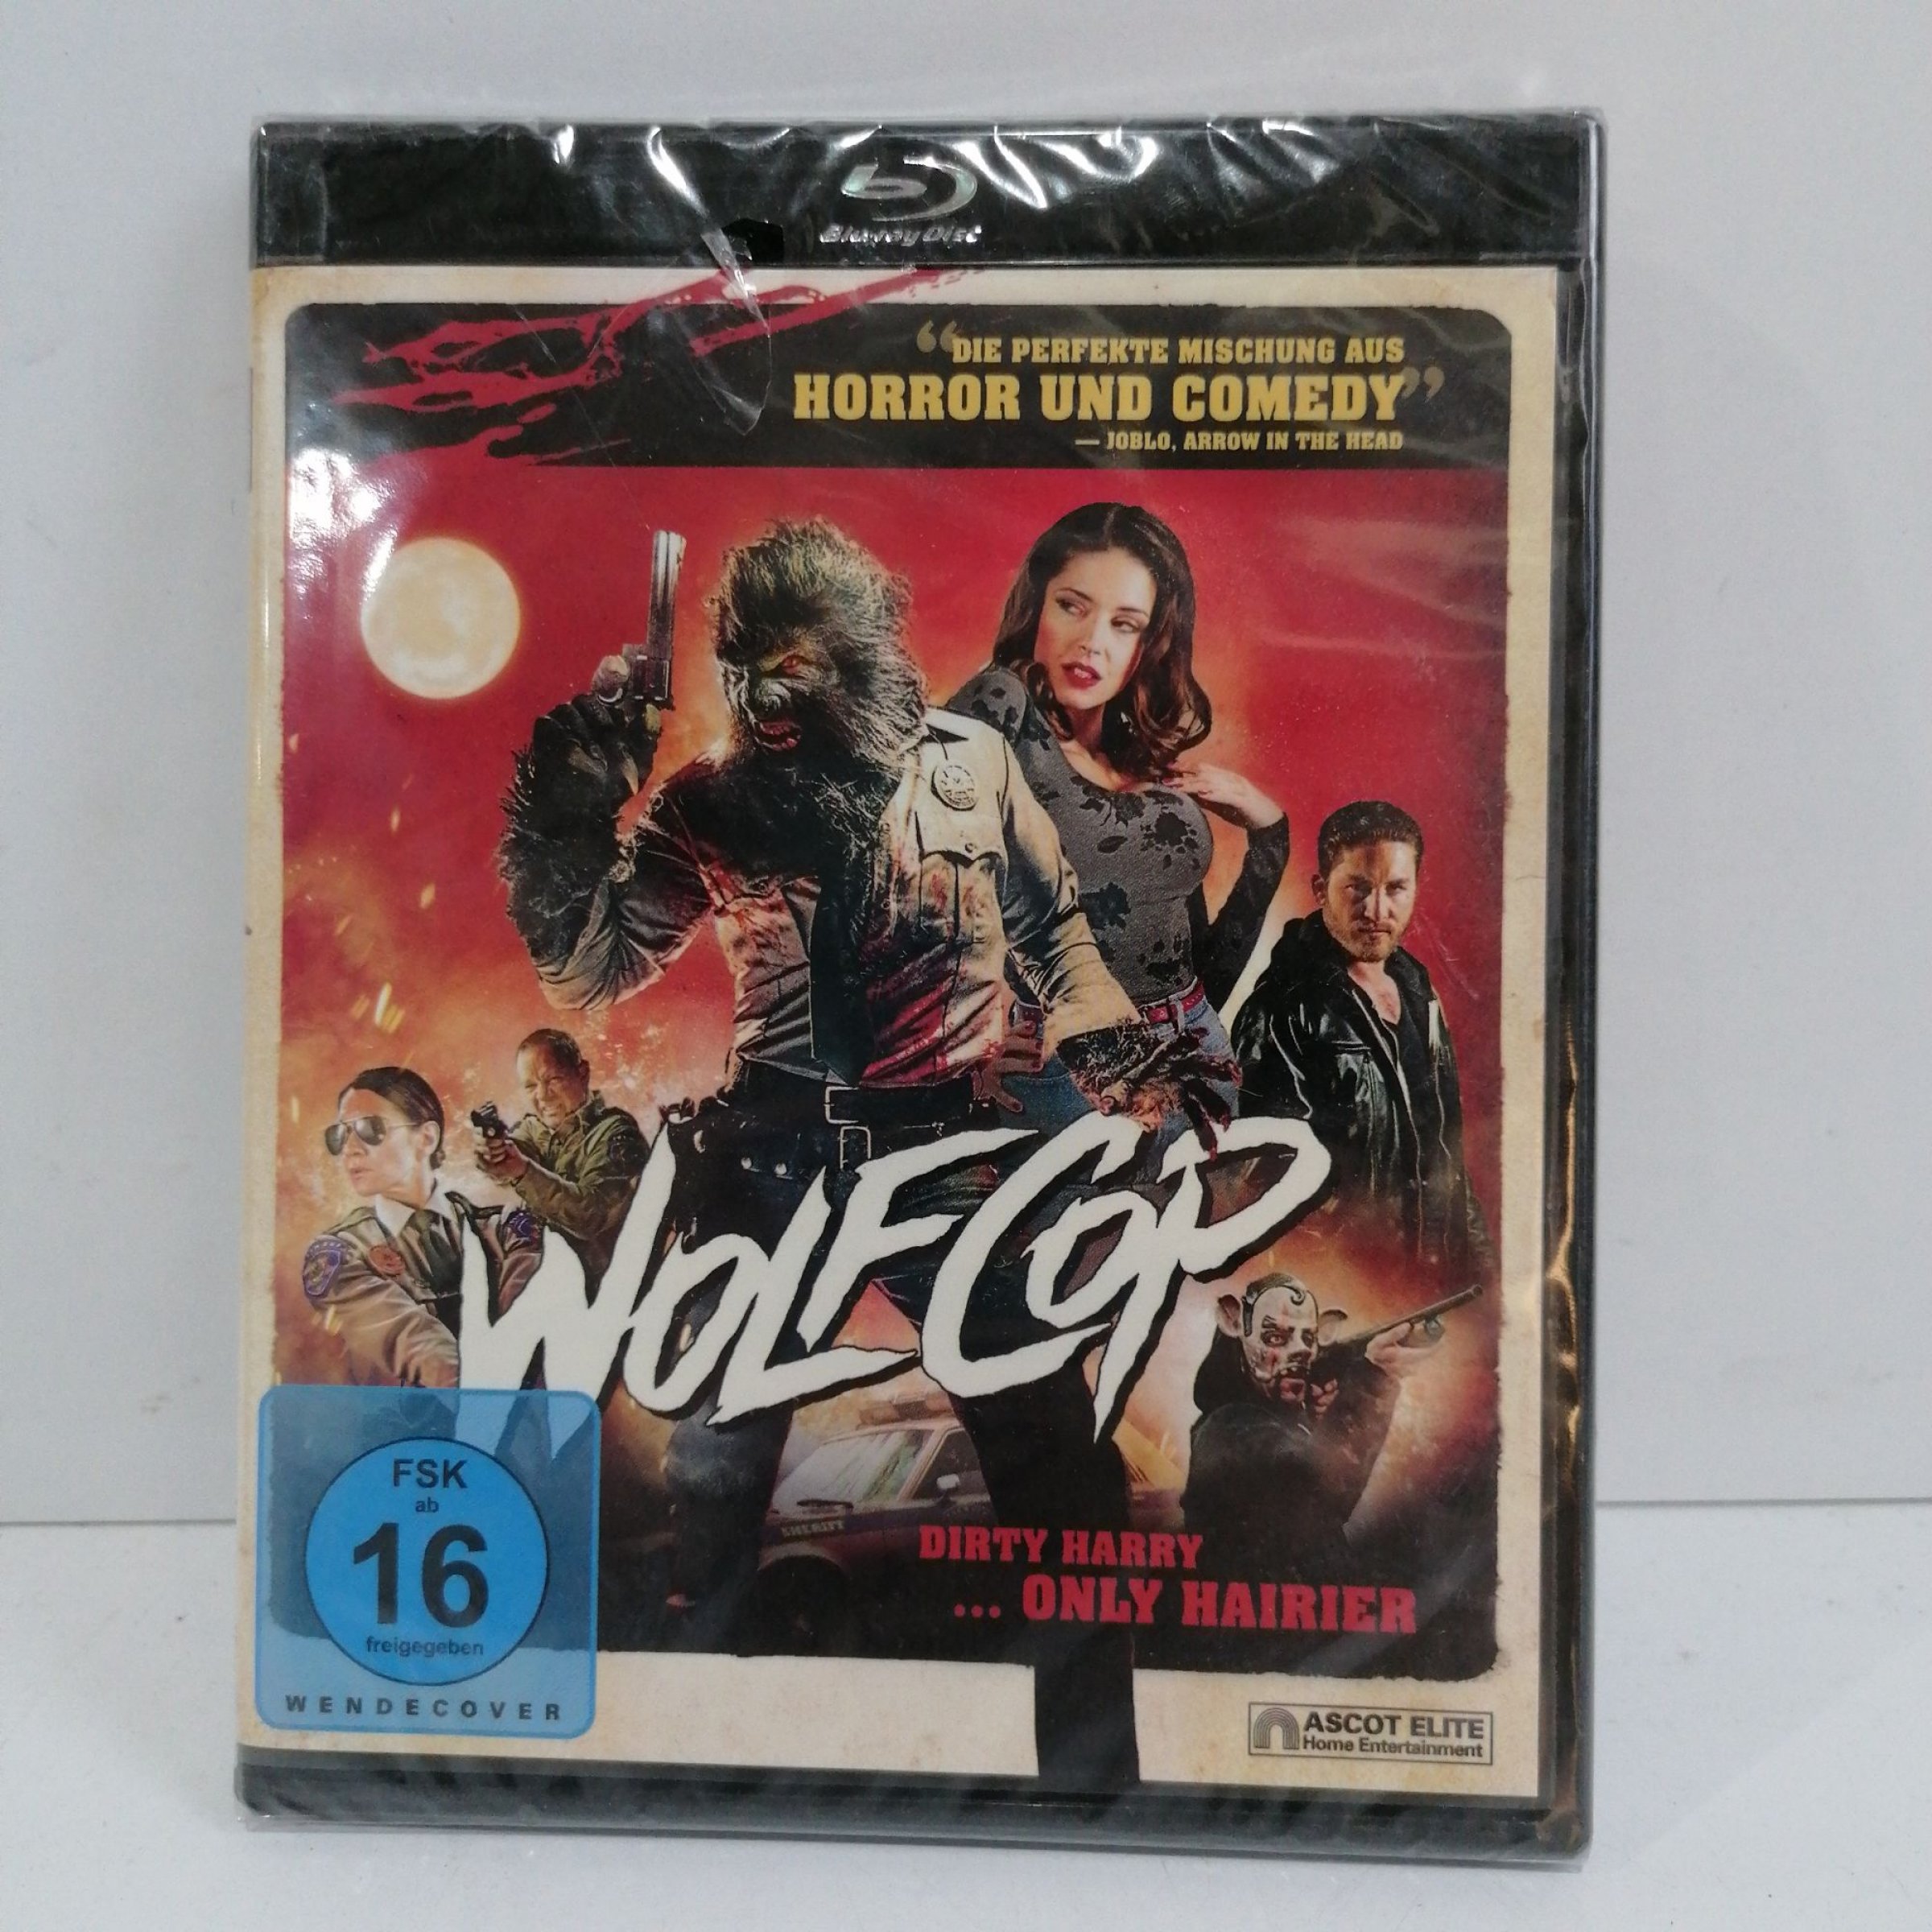 Blu-ray Disc
“DIE PERFEKTE MISCHUNG AUS
HORROR UND COMEDY”
— JOBLO, ARROW IN THE HEAD
WOLFCOP
SHERIFF
DIRTY HARRY
... ONLY HAIRIER
FSK
ab
16
freigegeben
WENDECOVER
ASCOT ELITE
Home Entertainment